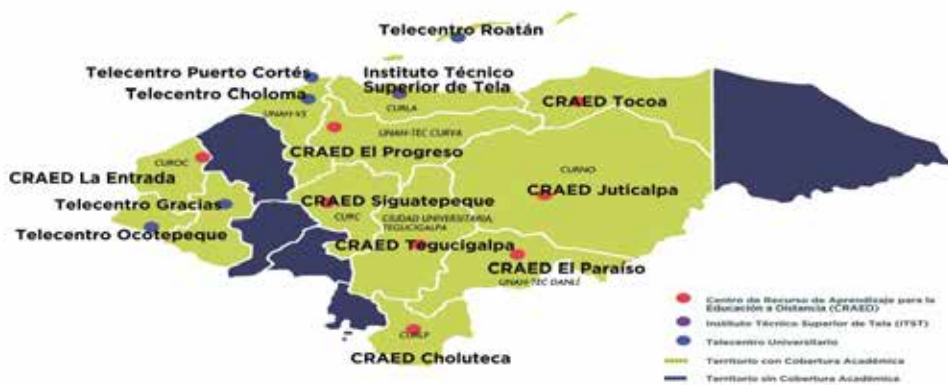 Telecentro Roatán
Telecentro Puerto Cortés
Instituto Técnico
Superior de Tela
Telecentro Choloma
CRAED Tocoa
UNAH-VS
CURLA
UNAH-TEC CURVA
CRAED El Progreso
CUROC
CURNO
CRAED La Entrada
CRAED Juticalpa
CRAED Siguatepeque
Telecentro Gracias
CURC
CIUDAD UNIVERSITARIA,
TEGUCIGALPA
Telecentro Ocotepeque
CRAED Tegucigalpa
CRAED El Paraíso
UNAH-TEC DANLÍ
CURLP
CRAED Choluteca
Centro de Recurso de Aprendizaje para la
Educación a Distancia (CRAED)
Instituto Técnico Superior de Tela (ITST)
Telecentro Universitario
Territorio con Cobertura Académica
Territorio sin Cobertura Académica